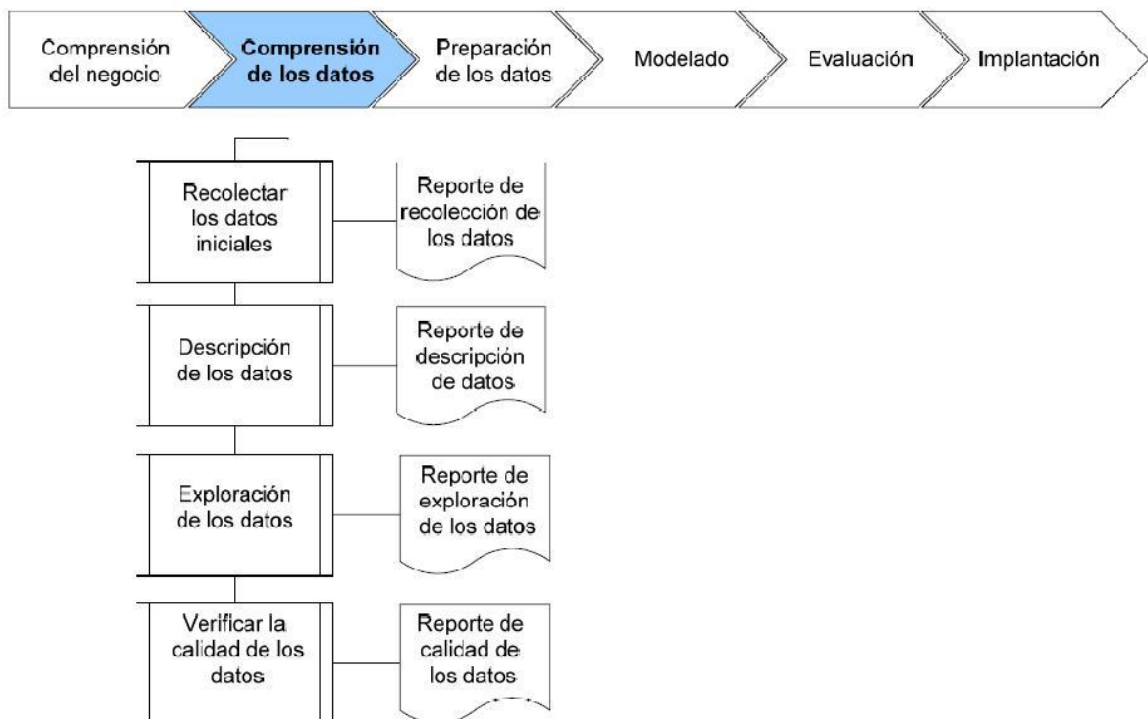 Comprensión
del negocio
Comprensión
de los datos
Preparación
de los datos
Modelado
Evaluación
Implantación
Recolectar
los datos
iniciales
Reporte de
recolección de
los datos
Descripción
de los datos
Reporte de
descripción
de datos
Exploración
de los datos
Reporte de
exploración
de los datos
Verificar la
calidad de los
datos
Reporte de
calidad de
los datos